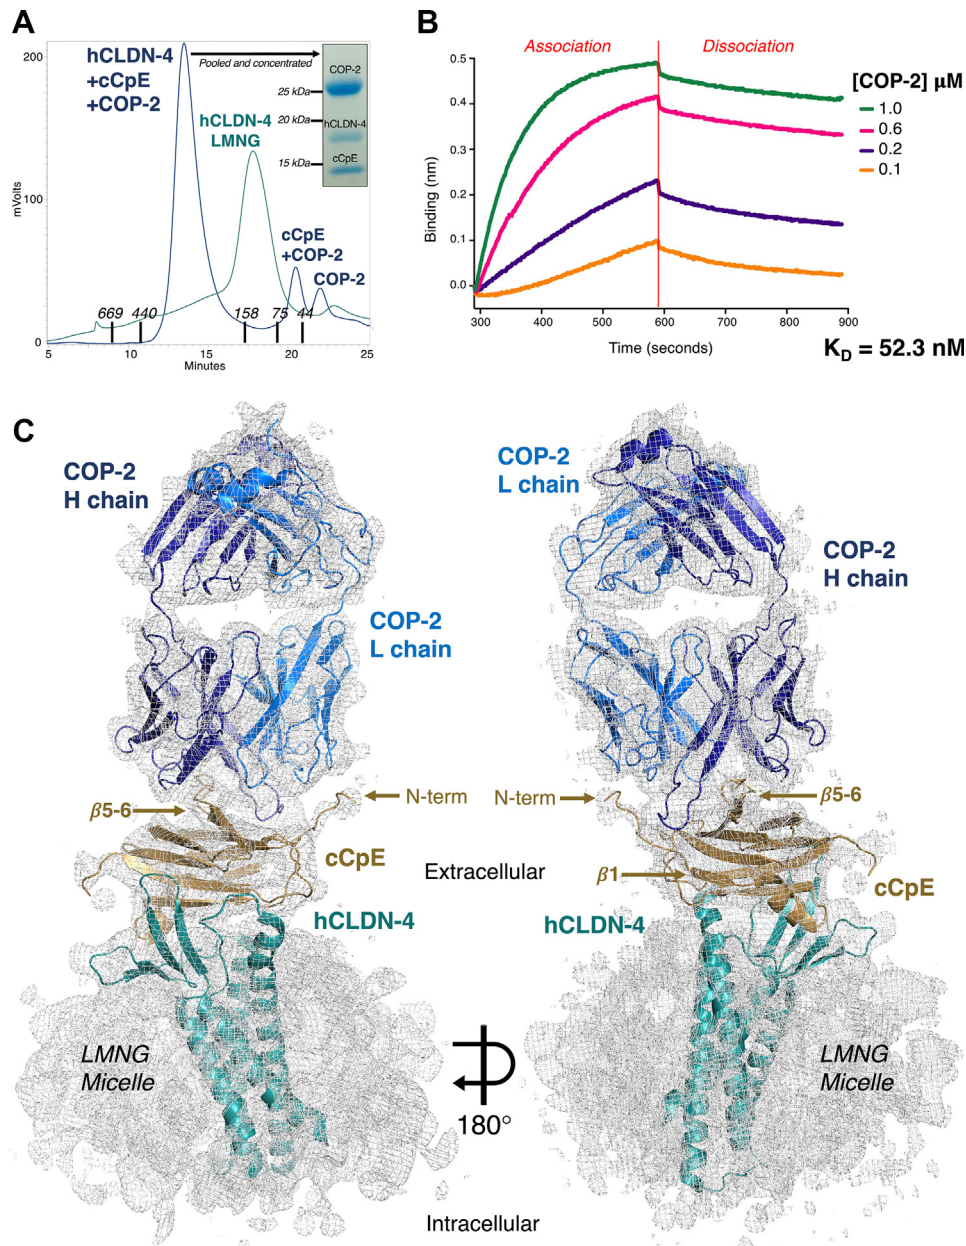 A
200
100
0
mVolts
hCLDN-4
+cCpE
+COP-2
Pooled and concentrated
hCLDN-4
LMNG
COP-2
25 kDa
20 kDa
hCLDN-4
15 kDa
cCpE
cCpE
+COP-2
COP-2
669
440
158
75
44
5
10
15
20
25
Minutes
B
Association
Dissociation
0.5
0.4
0.3
0.2
0.1
0.0
Binding (nm)
300
400
500
600
700
800
900
Time (seconds)
[COP-2] μM
1.0
0.6
0.2
0.1
K_D = 52.3 nM
C
COP-2
H chain
COP-2
L chain
β5-6
N-term
cCpE
hCLDN-4
LMNG
Micelle
Extracellular
180°
Intracellular
COP-2
L chain
COP-2
H chain
N-term
β5-6
β1
cCpE
hCLDN-4
LMNG
Micelle